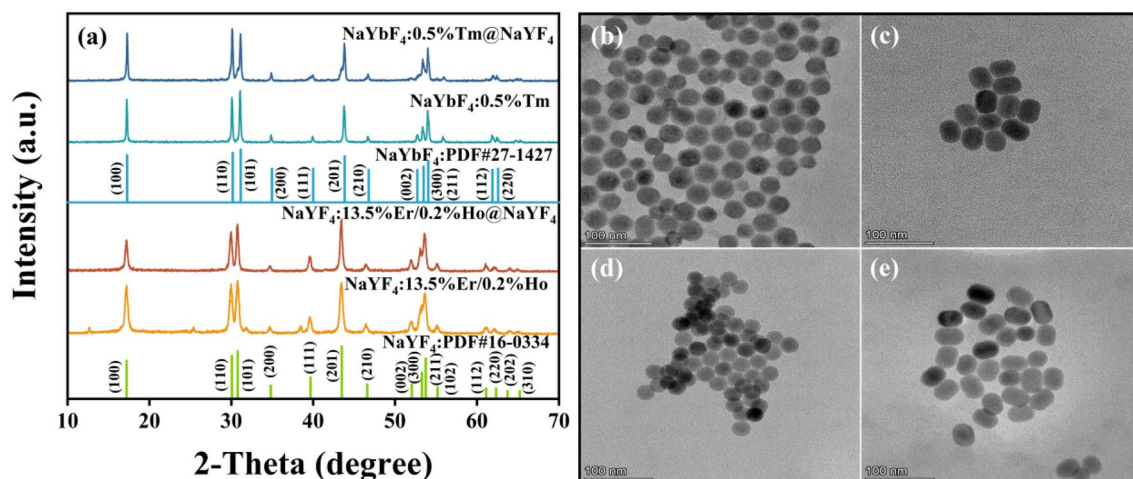 (a)
NaYbF₄:0.5%Tm@NaYF₄
NaYbF₄:0.5%Tm
NaYbF₄:PDF#27-1427
(100)
(110)
(101)
(200)
(111)
(201)
(210)
(002)
(300)
(211)
(112)
(220)
NaYF₄:13.5%Er/0.2%Ho@NaYF₄
NaYF₄:13.5%Er/0.2%Ho
NaYF₄:PDF#16-0334
(100)
(110)
(101)
(200)
(111)
(201)
(210)
(002)
(300)
(211)
(102)
(112)
(220)
(202)
(310)
10 20 30 40 50 60 70
2-Theta (degree)
Intensity (a.u.)
(b)
100 nm
(c)
100 nm
(d)
100 nm
(e)
100 nm